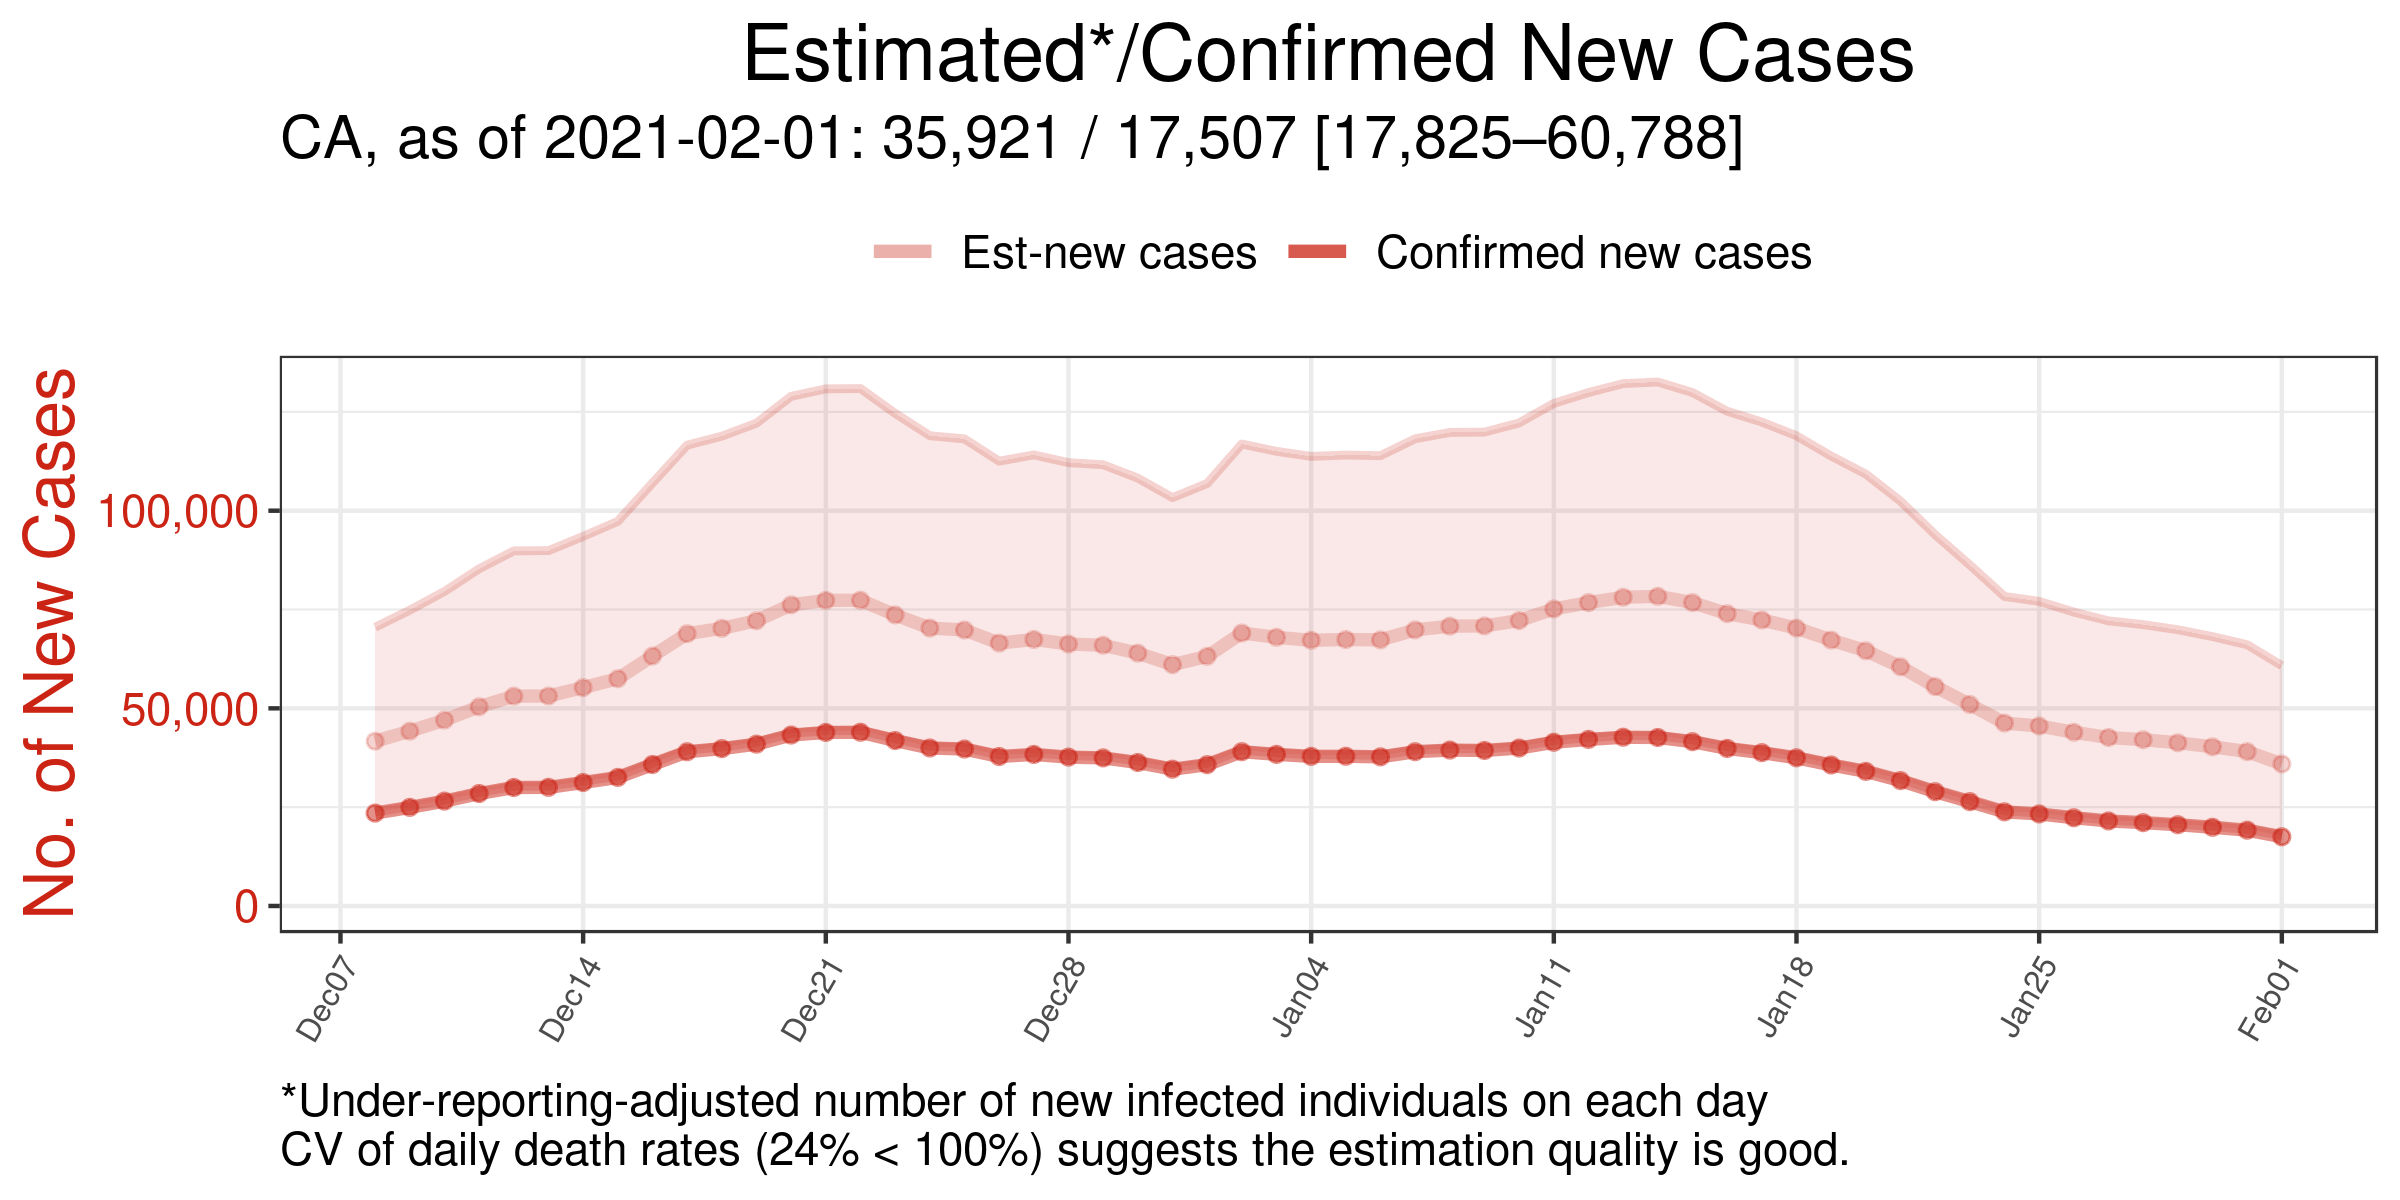 Estimated*/Confirmed New Cases
CA, as of 2021-02-01: 35,921 / 17,507 [17,825–60,788]
Est-new cases Confirmed new cases
No. of New Cases
100,000
50,000
0
Dec07 Dec14 Dec21 Dec28 Jan04 Jan11 Jan18 Jan25 Feb01
*Under-reporting-adjusted number of new infected individuals on each day
CV of daily death rates (24% < 100%) suggests the estimation quality is good.